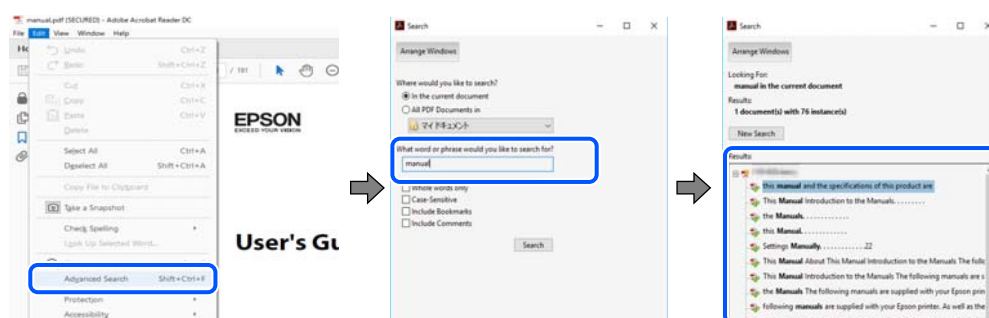 manual.pdf (SECURED) - Adobe Acrobat Reader DC
File Edit View Window Help
Undo Ctrl+Z
Redo Shift+Ctrl+Z
Cut Ctrl+X
Copy Ctrl+C
Paste Ctrl+V
Delete
Select All Ctrl+A
Deselect All Shift+Ctrl+A
Copy File to Clipboard
Take a Snapshot
Check Spelling
Look Up Selected Word...
Advanced Search Shift+Ctrl+F
Protection
Accessibility
/ 191
EPSON
EXCEED YOUR VISION
User's Gu
Search
Arrange Windows
Where would you like to search?
In the current document
All PDF Documents in
マイ ドキュメント
What word or phrase would you like to search for?
manual
Whole words only
Case-Sensitive
Include Bookmarks
Include Comments
Search
Search
Arrange Windows
Looking For:
manual in the current document
Results:
1 document(s) with 76 instance(s)
New Search
Results:
this manual and the specifications of this product are
This Manual Introduction to the Manuals. . . . . . . .
the Manuals. . . . . . . . . . . .
this Manual. . . . . . . . . . . .
Settings Manually. . . . . . . . . . . .22
This Manual About This Manual Introduction to the Manuals The follo
This Manual Introduction to the Manuals The following manuals are s
the Manuals The following manuals are supplied with your Epson prin
following manuals are supplied with your Epson printer. As well as the